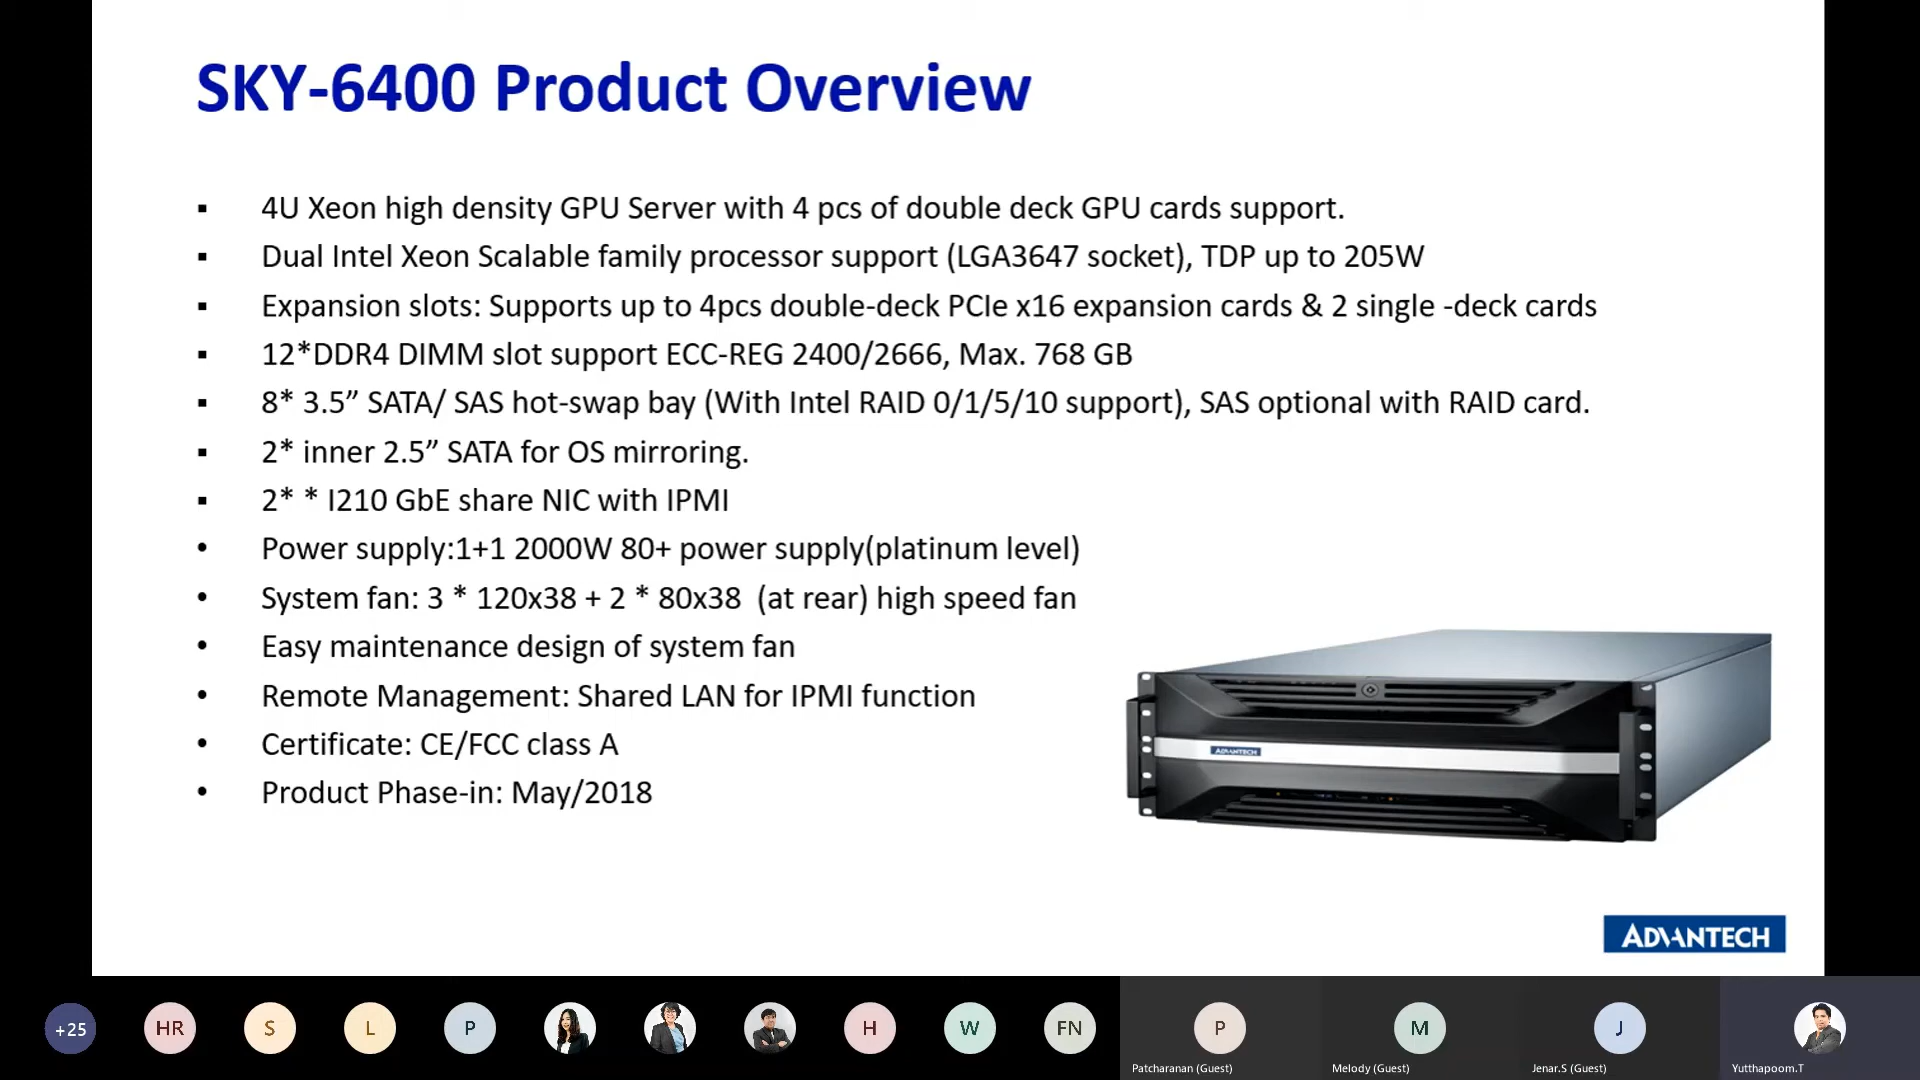 SKY-6400 Product Overview
▪ 4U Xeon high density GPU Server with 4 pcs of double deck GPU cards support.
▪ Dual Intel Xeon Scalable family processor support (LGA3647 socket), TDP up to 205W
▪ Expansion slots: Supports up to 4pcs double-deck PCIe x16 expansion cards & 2 single -deck cards
▪ 12*DDR4 DIMM slot support ECC-REG 2400/2666, Max. 768 GB
▪ 8* 3.5” SATA/ SAS hot-swap bay (With Intel RAID 0/1/5/10 support), SAS optional with RAID card.
▪ 2* inner 2.5” SATA for OS mirroring.
▪ 2* * I210 GbE share NIC with IPMI
• Power supply:1+1 2000W 80+ power supply(platinum level)
• System fan: 3 * 120x38 + 2 * 80x38 (at rear) high speed fan
• Easy maintenance design of system fan
• Remote Management: Shared LAN for IPMI function
• Certificate: CE/FCC class A
• Product Phase-in: May/2018
ADVANTECH
ADVANTECH
+25 HR S L P H W FN P M J
Patcharanan (Guest) Melody (Guest) Jenar.S (Guest) Yutthapoom.T